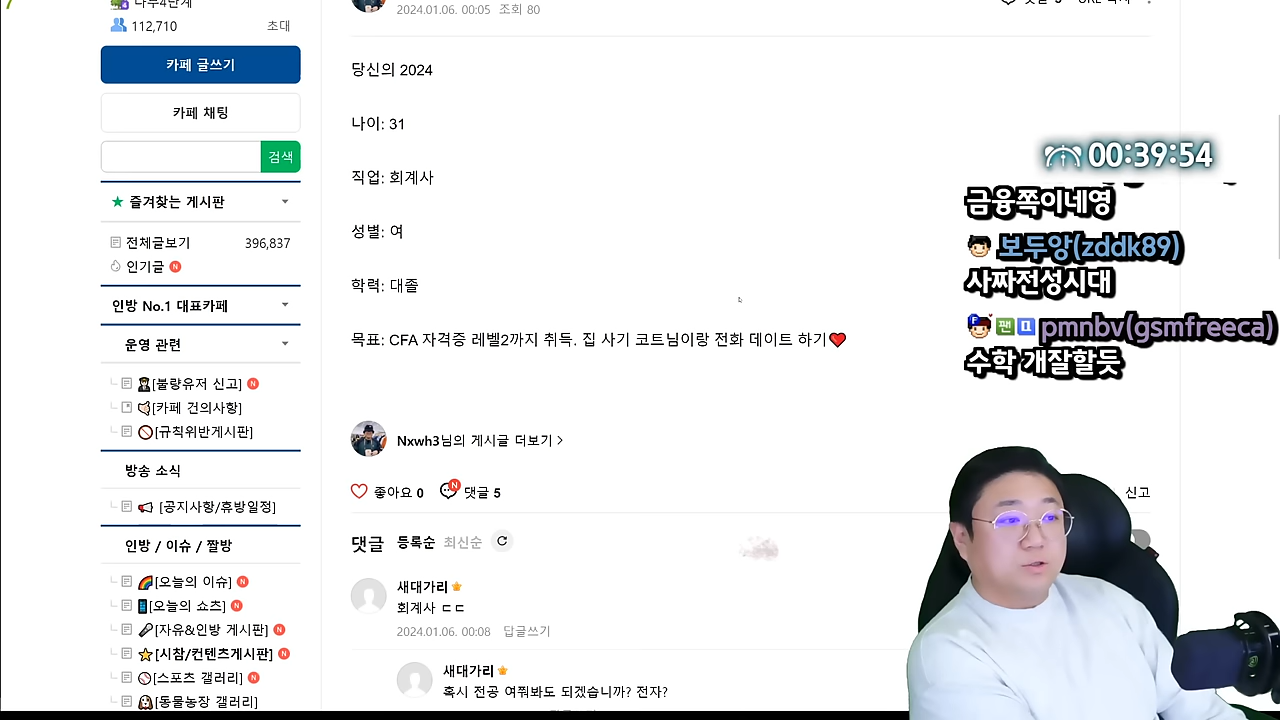 나무4단계
112,710
초대
카페 글쓰기
카페 채팅
검색
★ 즐겨찾는 게시판
전체글보기 396,837
인기글 N
인방 No.1 대표카페
운영 관련
[불량유저 신고] N
[카페 건의사항]
[규칙위반게시판]
방송 소식
[공지사항/휴방일정]
인방 / 이슈 / 짤방
[오늘의 이슈] N
[오늘의 쇼츠] N
[자유&인방 게시판] N
[시참/컨텐츠게시판] N
[스포츠 갤러리] N
[동물농장 갤러리]
2024.01.06. 00:05 조회 80
당신의 2024
나이: 31
직업: 회계사
성별: 여
학력: 대졸
목표: CFA 자격증 레벨2까지 취득. 집 사기 코트님이랑 전화 데이트 하기❤️
Nxwh3님의 게시글 더보기 >
좋아요 0 N 댓글 5
신고
댓글 등록순 최신순
새대가리
회계사 ㄷㄷ
2024.01.06. 00:08 답글쓰기
새대가리
혹시 전공 여쭤봐도 되겠습니까? 전자?
00:39:54
금융쪽이네영
보두앙(zddk89)
사짜전성시대
F 팬 pmnbv(gsmfreeca)
수학 개잘할듯